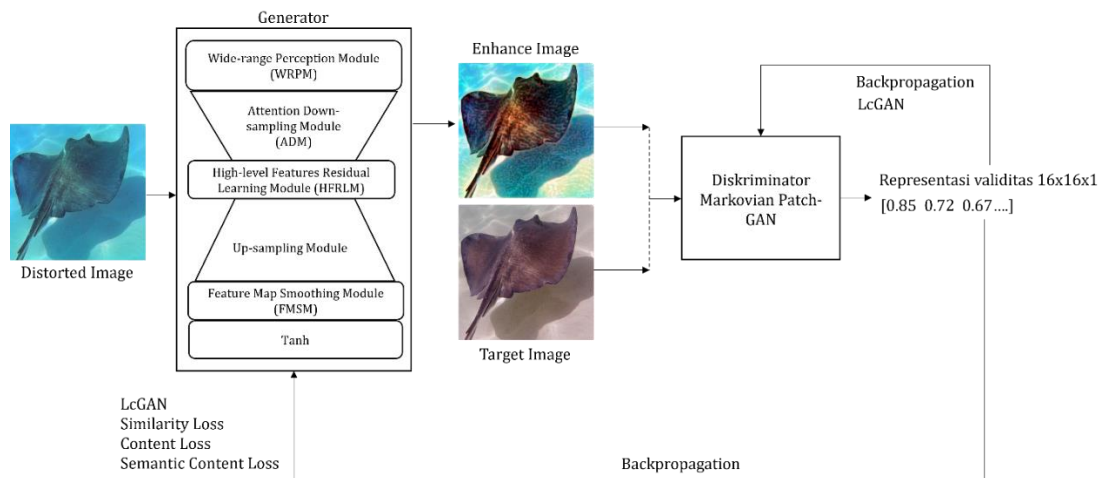 Generator
Wide-range Perception Module
(WRPM)
Attention Down-
sampling Module
(ADM)
High-level Features Residual
Learning Module (HFRLM)
Up-sampling Module
Feature Map Smoothing Module
(FMSM)
Tanh
Distorted Image
Enhance Image
Target Image
Diskriminator
Markovian Patch-
GAN
Backpropagation
LcGAN
Representasi validitas 16x16x1
[0.85 0.72 0.67....]
LcGAN
Similarity Loss
Content Loss
Semantic Content Loss
Backpropagation